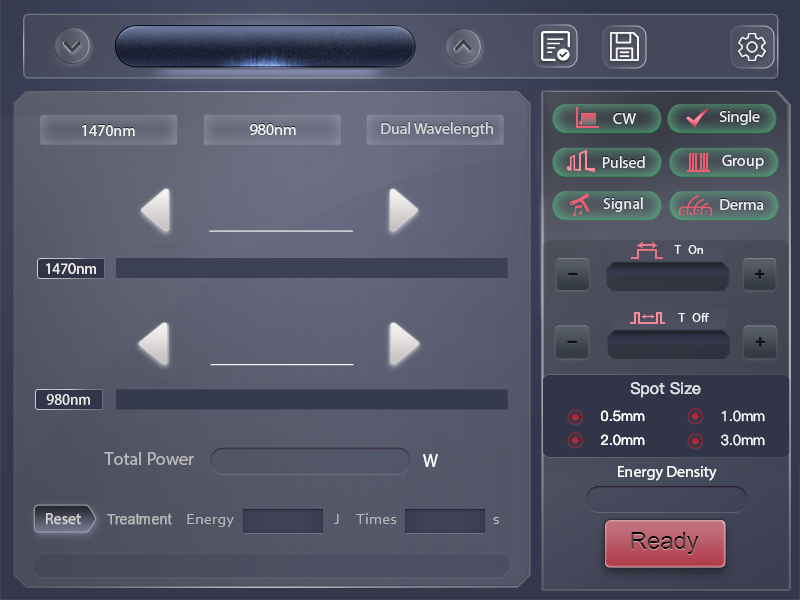 1470nm 980nm Dual Wavelength
1470nm
980nm
Total Power W
Reset Treatment Energy J Times s
CW Single
Pulsed Group
Signal Derma
T On
- +
T Off
- +
Spot Size
0.5mm 1.0mm
2.0mm 3.0mm
Energy Density
Ready